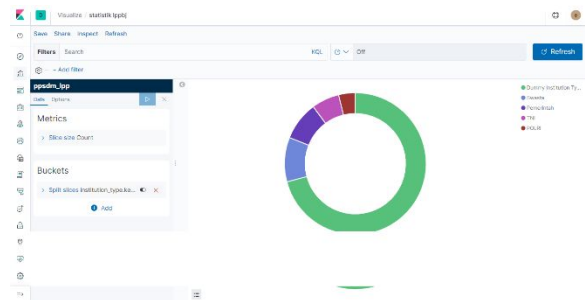 Visualize / statistik lppbj
Save Share Inspect Refresh
Filters Search KQL Off Refresh
+ Add filter
ppsdm_lpp
Data Options
Metrics
Slice size Count
Buckets
Split slices institution_type.ke...
Add
Dummy Institution Ty...
Swasta
Pemerintah
TNI
POLRI